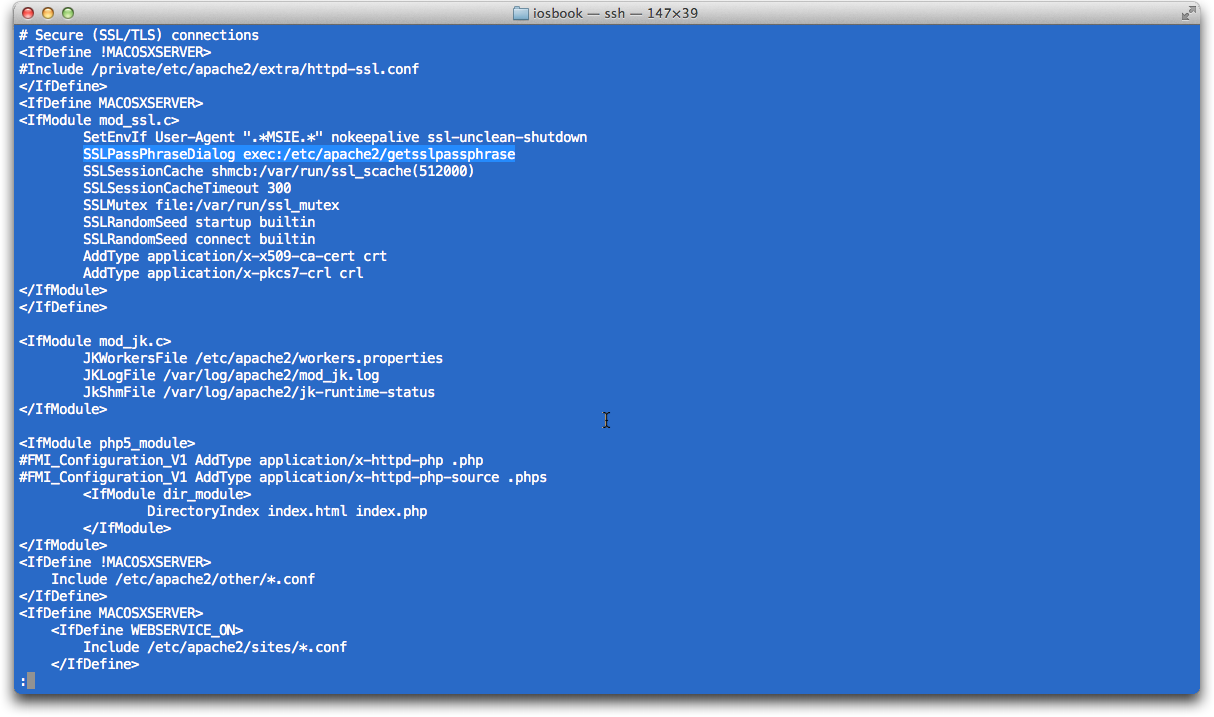 iosbook — ssh — 147×39
# Secure (SSL/TLS) connections
<IfDefine !MACOSXSERVER>
#Include /private/etc/apache2/extra/httpd-ssl.conf
</IfDefine>
<IfDefine MACOSXSERVER>
<IfModule mod_ssl.c>
        SetEnvIf User-Agent ".*MSIE.*" nokeepalive ssl-unclean-shutdown
        SSLPassPhraseDialog exec:/etc/apache2/getsslpassphrase
        SSLSessionCache shmcb:/var/run/ssl_scache(512000)
        SSLSessionCacheTimeout 300
        SSLMutex file:/var/run/ssl_mutex
        SSLRandomSeed startup builtin
        SSLRandomSeed connect builtin
        AddType application/x-x509-ca-cert crt
        AddType application/x-pkcs7-crl crl
</IfModule>
</IfDefine>

<IfModule mod_jk.c>
        JKWorkersFile /etc/apache2/workers.properties
        JKLogFile /var/log/apache2/mod_jk.log
        JkShmFile /var/log/apache2/jk-runtime-status
</IfModule>

<IfModule php5_module>
#FMI_Configuration_V1 AddType application/x-httpd-php .php
#FMI_Configuration_V1 AddType application/x-httpd-php-source .phps
        <IfModule dir_module>
                DirectoryIndex index.html index.php
        </IfModule>
</IfModule>
<IfDefine !MACOSXSERVER>
    Include /etc/apache2/other/*.conf
</IfDefine>
<IfDefine MACOSXSERVER>
    <IfDefine WEBSERVICE_ON>
        Include /etc/apache2/sites/*.conf
    </IfDefine>
: